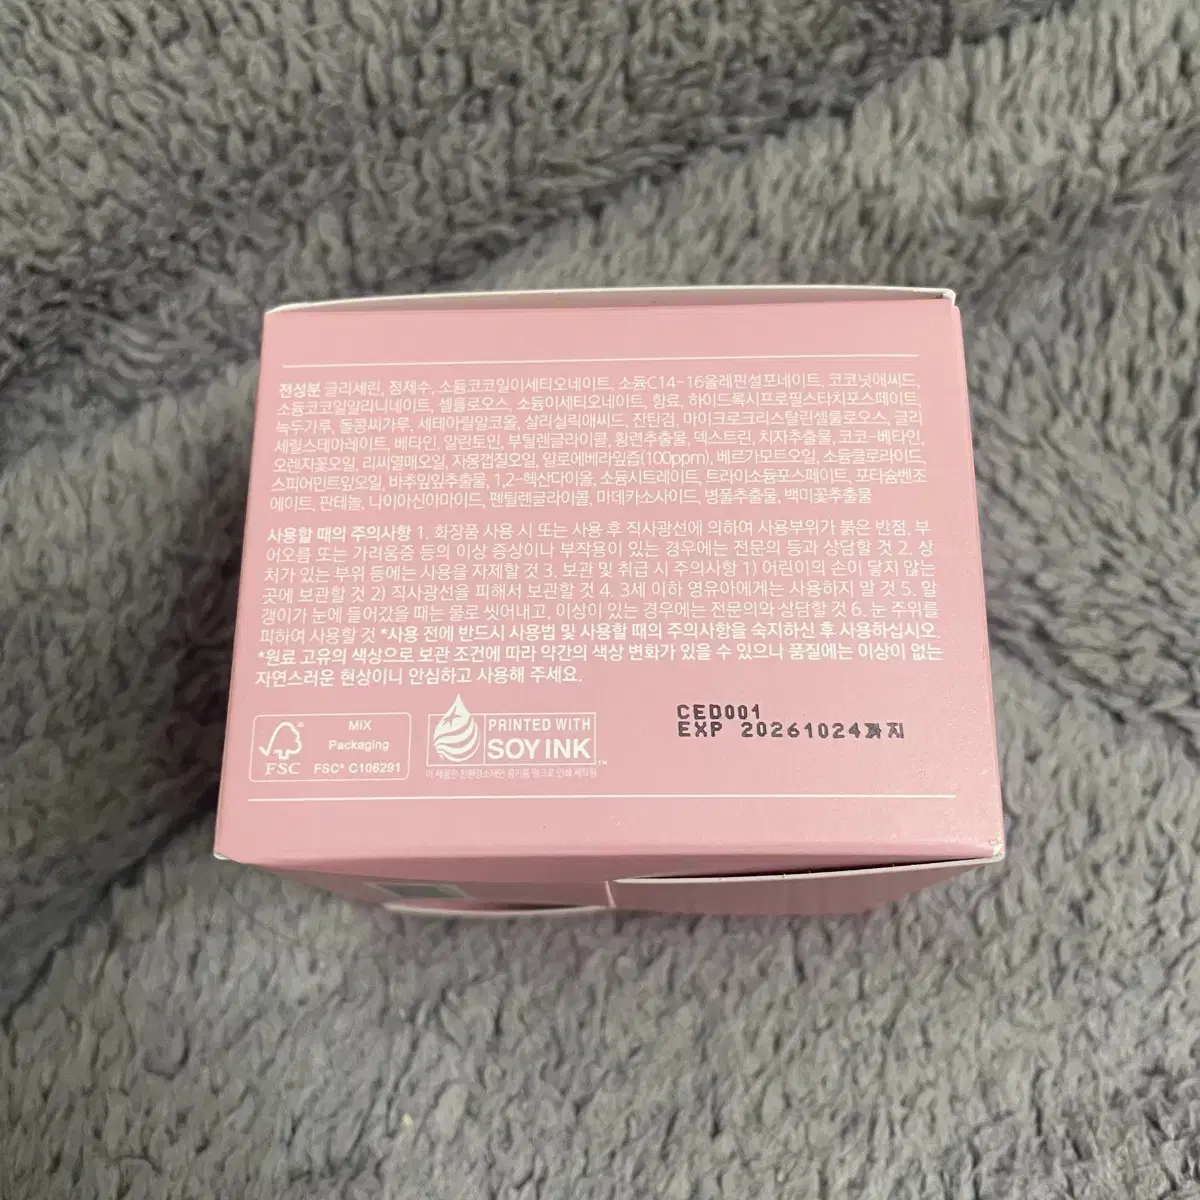 전성분 글리세린, 정제수, 소듐코코일이세티오네이트, 소듐C14-16올레핀설포네이트, 코코넛애씨드,
소듐코코일알라니네이트, 셀룰로오스, 소듐이세티오네이트, 향료, 하이드록시프로필스타치포스페이트,
녹두가루, 돌콩씨가루, 세테아릴알코올, 살리실릭애씨드, 잔탄검, 마이크로크리스탈린셀룰로오스, 글리
세릴스테아레이트, 베타인, 알란토인, 부틸렌글라이콜, 횡련추출물, 덱스트린, 치자추출물, 코코-베타인,
오렌지꽃오일, 리씨열매오일, 자몽껍질오일, 알로에베라잎즙(100ppm), 베르가모트오일, 소듐클로라이드,
스피어민트잎오일, 바추잎잎추출물, 1,2-헥산다이올, 소듐시트레이트, 트라이소듐포스페이트, 포타슘벤조
에이트, 판테놀, 나이아신아마이드, 펜틸렌글라이콜, 마데카소사이드, 병풀추출물, 백미꽃추출물
사용할 때의 주의사항 1. 화장품 사용 시 또는 사용 후 직사광선에 의하여 사용부위가 붉은 반점, 부
어오름 또는 가려움증 등의 이상 증상이나 부작용이 있는 경우에는 전문의 등과 상담할 것 2. 상
처가 있는 부위 등에는 사용을 자제할 것 3. 보관 및 취급 시 주의사항 1) 어린이의 손이 닿지 않는
곳에 보관할 것 2) 직사광선을 피해서 보관할 것 4. 3세 이하 영유아에게는 사용하지 말 것 5. 알
갱이가 눈에 들어갔을 때는 물로 씻어내고, 이상이 있는 경우에는 전문의와 상담할 것 6. 눈 주위를
피하여 사용할 것 *사용 전에 반드시 사용법 및 사용할 때의 주의사항을 숙지하신 후 사용하십시오.
*원료 고유의 색상으로 보관 조건에 따라 약간의 색상 변화가 있을 수 있으나 품질에는 이상이 없는
자연스러운 현상이니 안심하고 사용해 주세요.
FSC
MIX
Packaging
FSC® C106291
PRINTED WITH
SOY INK™
이 제품은 친환경소재인 콩기름 잉크로 인쇄 제작됨
CED001
EXP 20261024까지